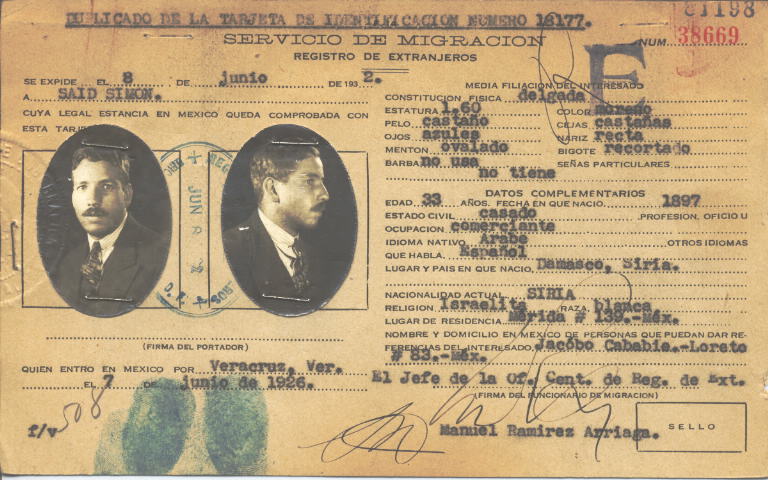 DUPLICADO DE LA TARJETA DE IDENTIFICACION NUMERO 18177.
81198
SERVICIO DE MIGRACION
NUM. 38669
REGISTRO DE EXTRANJEROS
F
SE EXPIDE EL 8 DE junio DE 193 2.
A SAID SIMON.
CUYA LEGAL ESTANCIA EN MEXICO QUEDA COMPROBADA CON
ESTA TARJ
JUN
(FIRMA DEL PORTADOR)
QUIEN ENTRO EN MEXICO POR Veracruz, Ver.
EL 7 de junio de 1926.
f/v 508
MEDIA FILIACION DEL INTERESADO
CONSTITUCION FISICA delgada
ESTATURA 1.60 COLOR moreno
PELO castaño CEJAS castañas
OJOS azules NARIZ recta
MENTON ovalado BIGOTE recortado
BARBA no usa SEÑAS PARTICULARES
no tiene
DATOS COMPLEMENTARIOS
EDAD 33 AÑOS. FECHA EN QUE NACIO 1897
ESTADO CIVIL casado PROFESION, OFICIO U
OCUPACION comerciante
IDIOMA NATIVO Arabe OTROS IDIOMAS
QUE HABLA. Español
LUGAR Y PAIS EN QUE NACIO, Damasco, Siria.
NACIONALIDAD ACTUAL SIRIA
RELIGION Israelita RAZA blanca
LUGAR DE RESIDENCIA Mérida # 139.-Méx.
NOMBRE Y DOMICILIO EN MEXICO DE PERSONAS QUE PUEDAN DAR RE-
FERENCIAS DEL INTERESADO, Jacobo Cababie.-Loreto
# 83.-Méx.
El Jefe de la Of. Cent. de Reg. de Ext.
(FIRMA DEL FUNCIONARIO DE MIGRACION)
Manuel Ramirez Arriaga.
SELLO